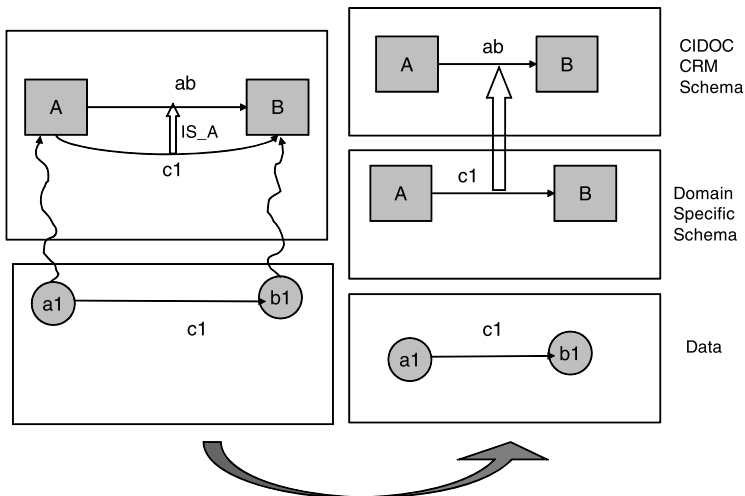 ab
A
B
IS_A
c1
a1
b1
c1
ab
A
B
CIDOC
CRM
Schema
c1
A
B
Domain
Specific
Schema
c1
a1
b1
Data